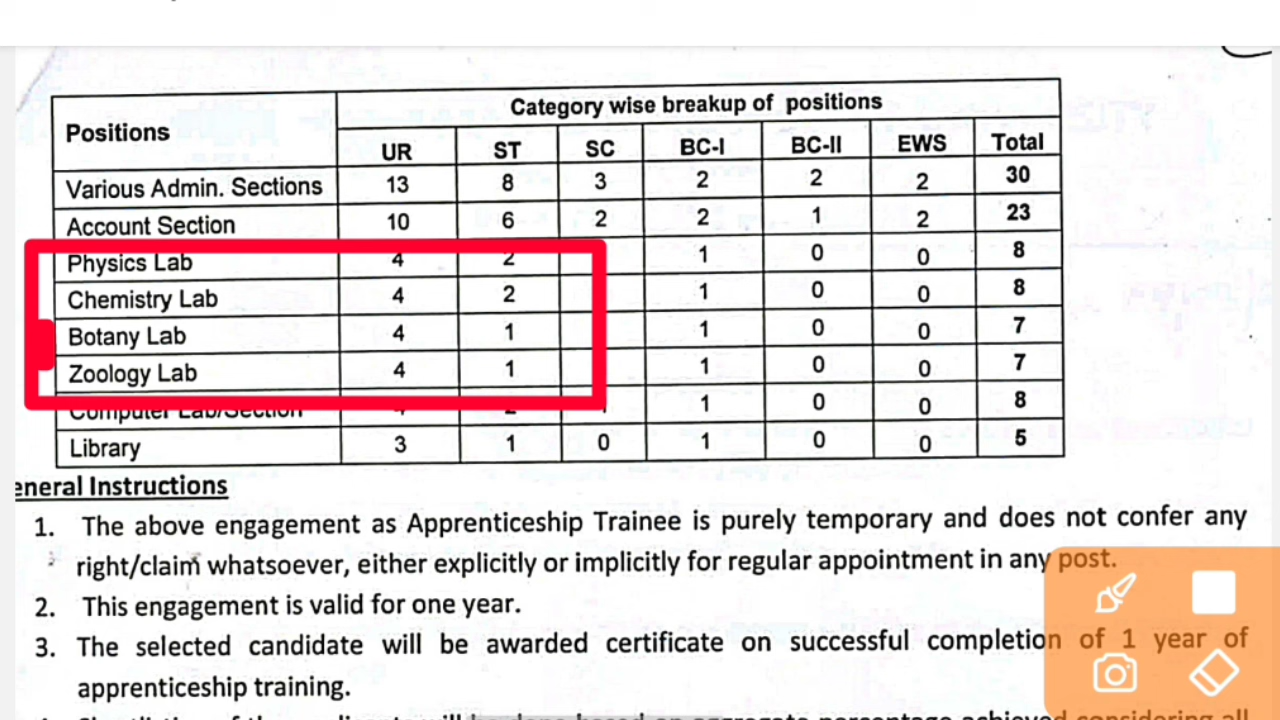 Category wise breakup of positions
Positions UR ST SC BC-I BC-II EWS Total
Various Admin. Sections 13 8 3 2 2 2 30
Account Section 10 6 2 2 1 2 23
Physics Lab 4 2 1 0 0 8
Chemistry Lab 4 2 1 0 0 8
Botany Lab 4 1 1 0 0 7
Zoology Lab 4 1 1 0 0 7
Computer Lab/Section 1 0 0 8
Library 3 1 0 1 0 0 5
eneral Instructions
1. The above engagement as Apprenticeship Trainee is purely temporary and does not confer any
right/claim whatsoever, either explicitly or implicitly for regular appointment in any post.
2. This engagement is valid for one year.
3. The selected candidate will be awarded certificate on successful completion of 1 year of
apprenticeship training.